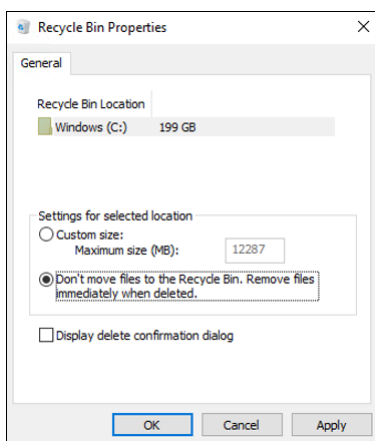 Recycle Bin Properties
General
Recycle Bin Location
Windows (C:) 199 GB
Settings for selected location
Custom size:
Maximum size (MB): 12287
Don't move files to the Recycle Bin. Remove files
immediately when deleted.
Display delete confirmation dialog
OK Cancel Apply